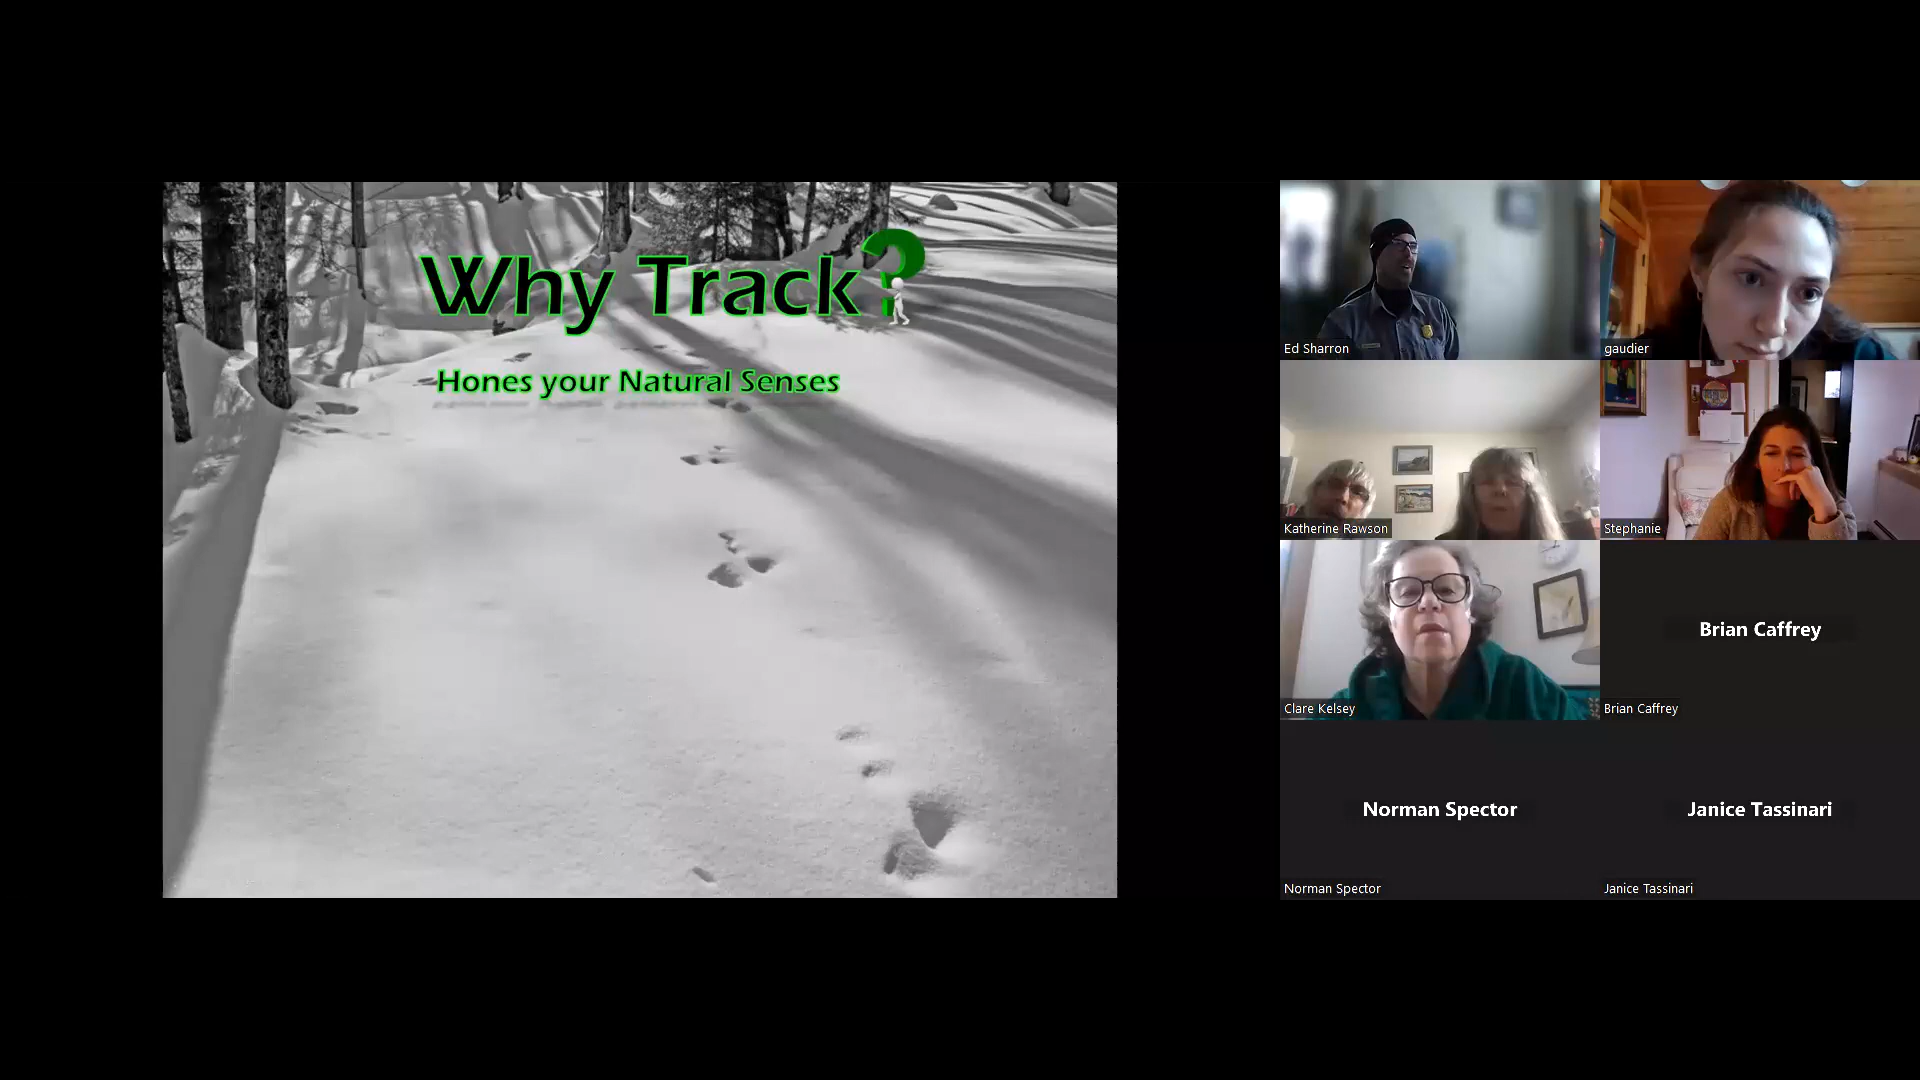 Why Track?
Hones your Natural Senses
Ed Sharron
gaudier
Katherine Rawson
Stephanie
Clare Kelsey
Brian Caffrey
Brian Caffrey
Norman Spector
Norman Spector
Janice Tassinari
Janice Tassinari